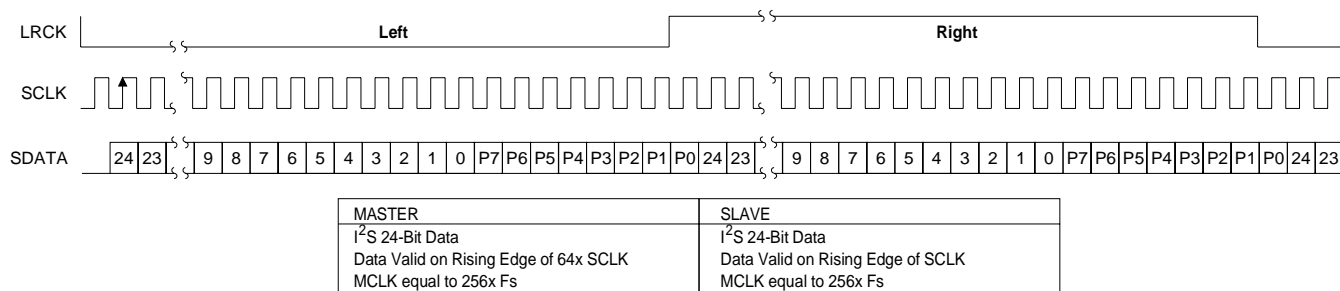 LRCK Left Right
SCLK
SDATA 24 23 9 8 7 6 5 4 3 2 1 0 P7 P6 P5 P4 P3 P2 P1 P0 24 23 9 8 7 6 5 4 3 2 1 0 P7 P6 P5 P4 P3 P2 P1 P0 24 23
MASTER SLAVE
I²S 24-Bit Data I²S 24-Bit Data
Data Valid on Rising Edge of 64x SCLK Data Valid on Rising Edge of SCLK
MCLK equal to 256x Fs MCLK equal to 256x Fs